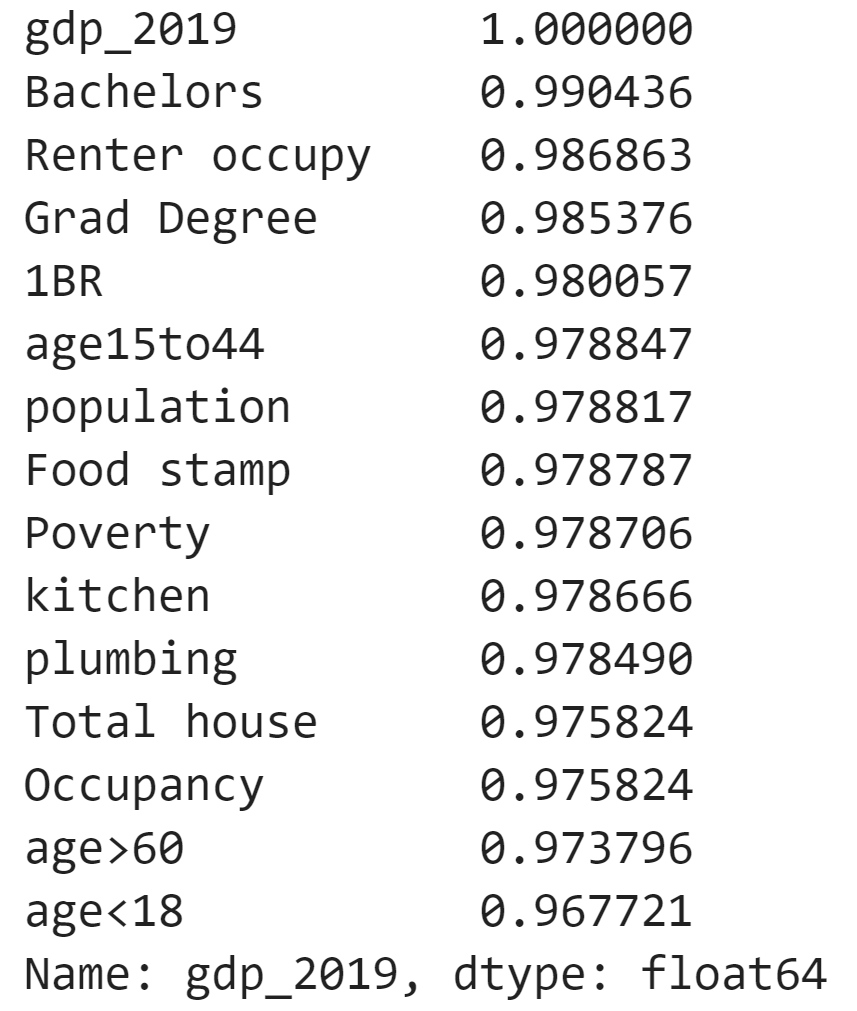 gdp_2019 1.000000
Bachelors 0.990436
Renter occupy 0.986863
Grad Degree 0.985376
1BR 0.980057
age15to44 0.978847
population 0.978817
Food stamp 0.978787
Poverty 0.978706
kitchen 0.978666
plumbing 0.978490
Total house 0.975824
Occupancy 0.975824
age>60 0.973796
age<18 0.967721
Name: gdp_2019, dtype: float64